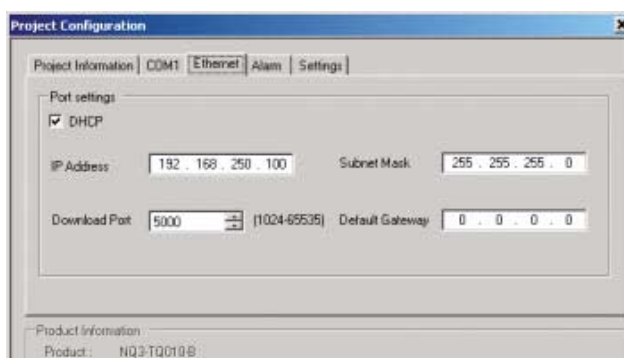 Project Configuration
Project Information COM1 Ethernet Alarm Settings
Port settings
DHCP
IP Address 192 . 168 . 250 . 100 Subnet Mask 255 . 255 . 255 . 0
Download Port 5000 (1024-65535) Default Gateway 0 . 0 . 0 . 0
Product Information
Product : NQ3-TQ010-B